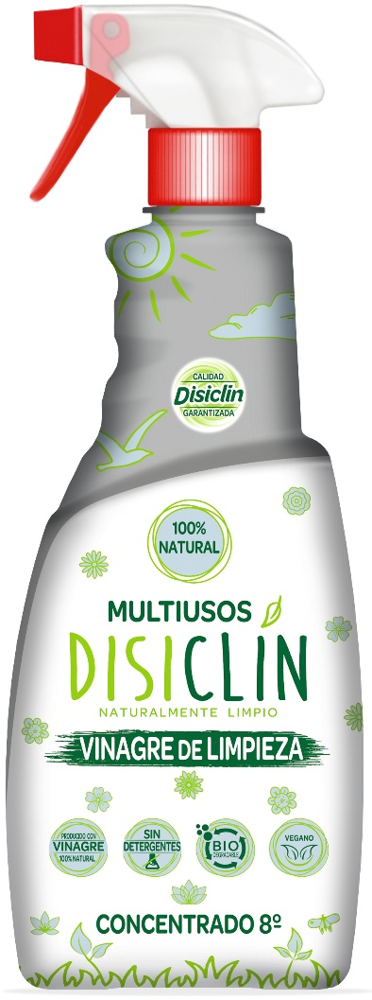 CALIDAD
Disiclin
GARANTIZADA
100%
NATURAL
MULTIUSOS
DISICLIN
NATURALMENTE LIMPIO
VINAGRE DE LIMPIEZA
PRODUCIDO CON
VINAGRE
100% NATURAL
SIN
DETERGENTES
BIO
DEGRADABLE
VEGANO
CONCENTRADO 8º